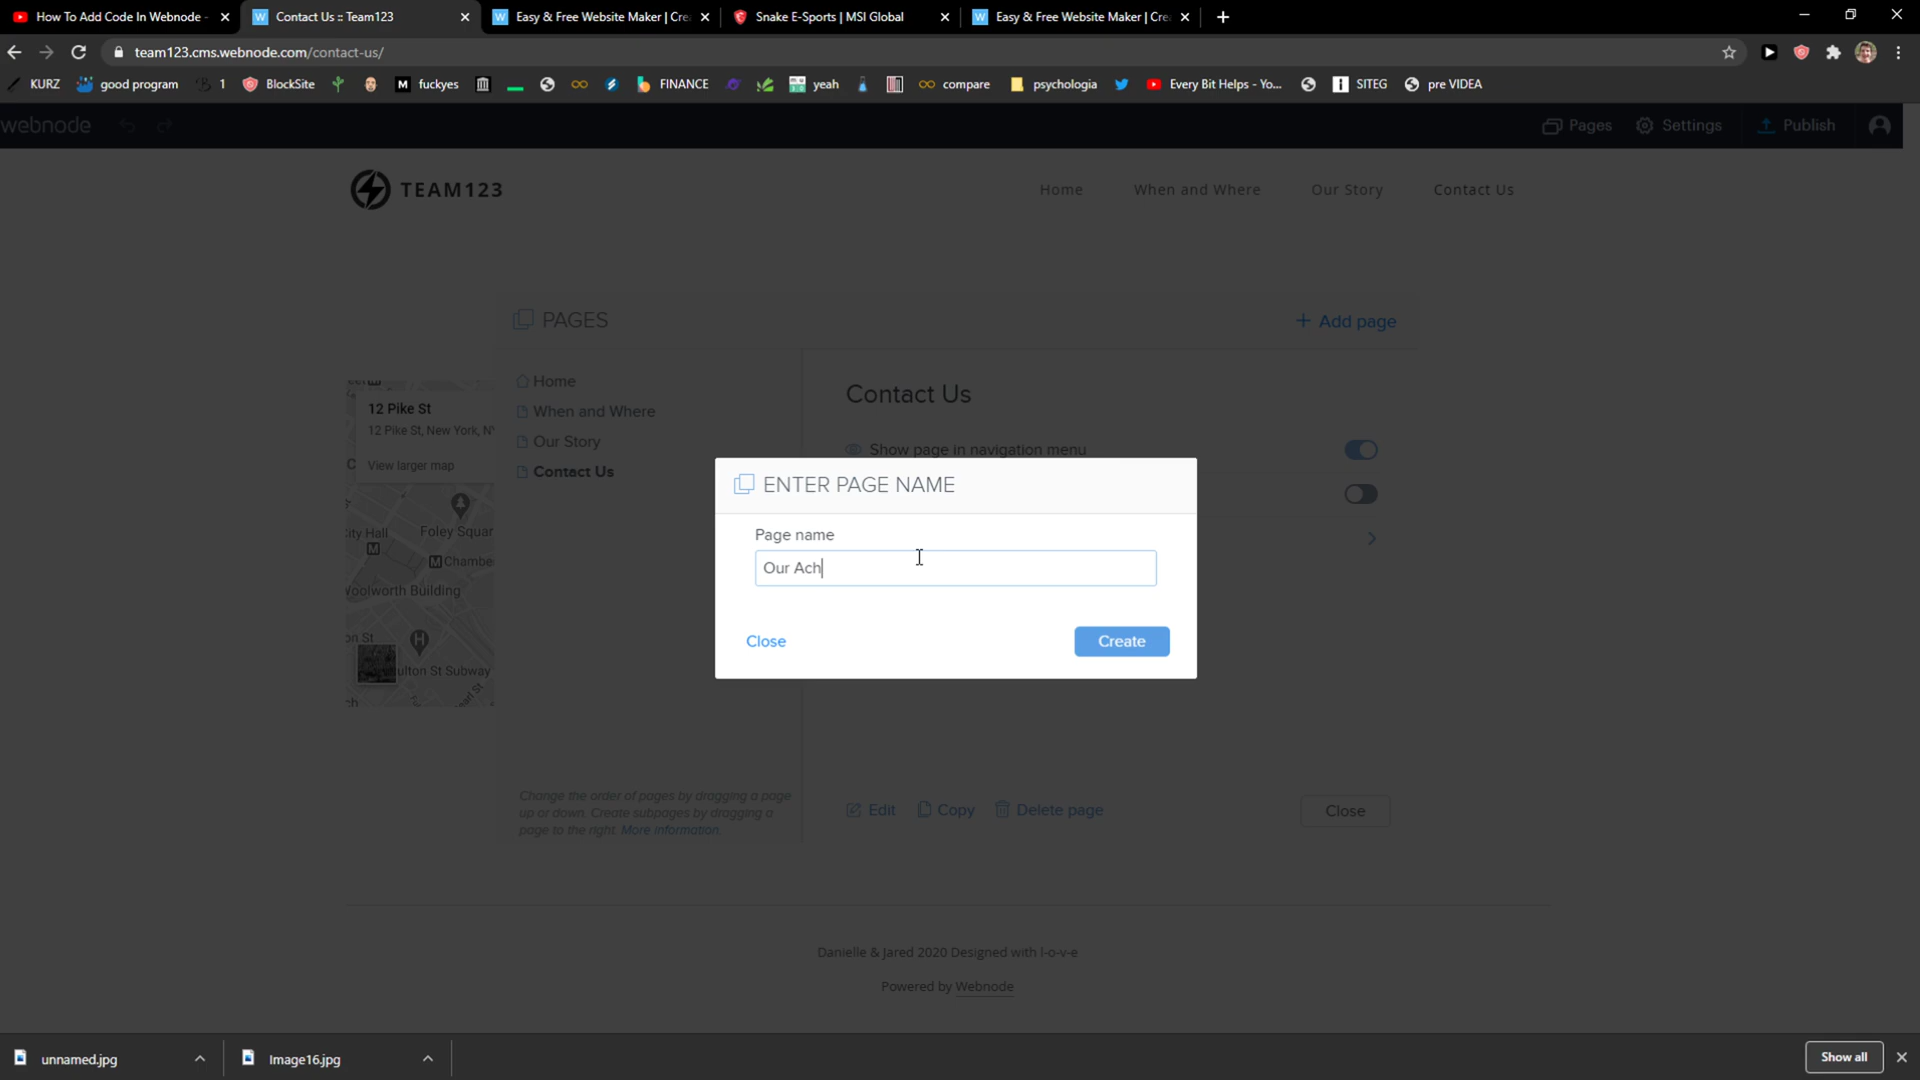 How To Add Code In Webnode -
Contact Us :: Team123
Easy & Free Website Maker | Cre
Snake E-Sports | MSI Global
Easy & Free Website Maker | Cre
team123.cms.webnode.com/contact-us/
KURZ
good program
1
BlockSite
M fuckyes
FINANCE
yeah
compare
psychologia
Every Bit Helps - Yo...
SITEG
pre VIDEA
webnode
Pages
Settings
Publish
TEAM123
Home
When and Where
Our Story
Contact Us
PAGES
+ Add page
Home
When and Where
Our Story
Contact Us
Contact Us
Show page in navigation menu
12 Pike St
12 Pike St, New York, N
View larger map
City Hall
Foley Squar
Chambe
Woolworth Building
Fulton St Subway
ENTER PAGE NAME
Page name
Our Ach
Close
Create
Change the order of pages by dragging a page
up or down. Create subpages by dragging a
page to the right. More information
Edit
Copy
Delete page
Close
Danielle & Jared 2020 Designed with l-o-v-e
Powered by Webnode
unnamed.jpg
Image16.jpg
Show all